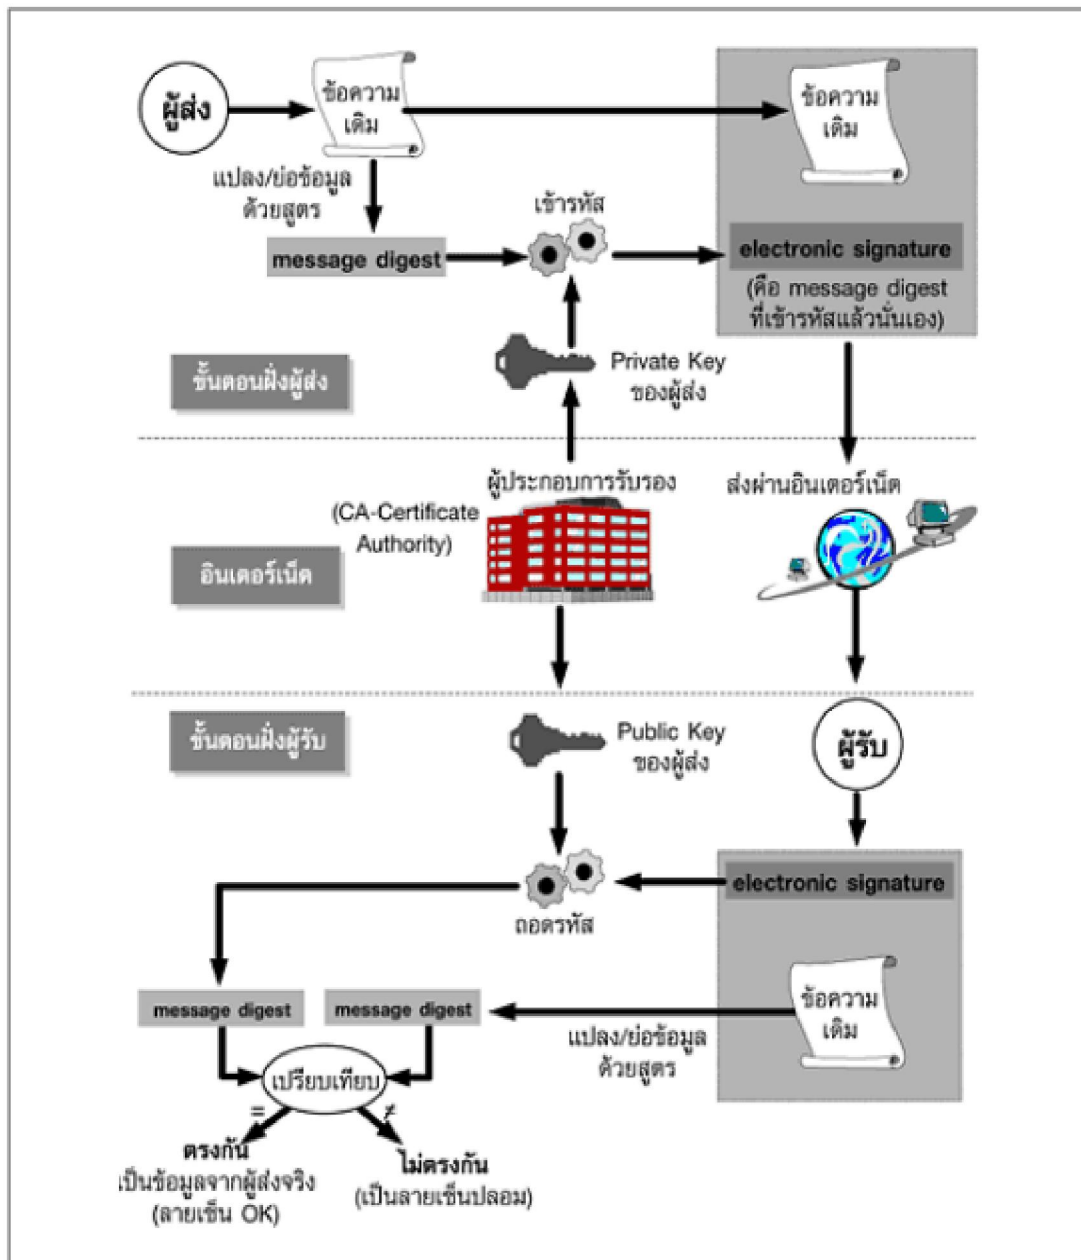 ผู้ส่ง
ข้อความ
เดิม
ข้อความ
เดิม
แปลง/ย่อข้อมูล
ด้วยสูตร
เข้ารหัส
message digest
electronic signature
(คือ message digest
ที่เข้ารหัสแล้วนั่นเอง)
Private Key
ของผู้ส่ง
ขั้นตอนฝั่งผู้ส่ง
ผู้ประกอบการรับรอง
(CA-Certificate
Authority)
ส่งผ่านอินเตอร์เน็ต
อินเตอร์เน็ต
ขั้นตอนฝั่งผู้รับ
Public Key
ของผู้ส่ง
ผู้รับ
electronic signature
ถอดรหัส
ข้อความ
เดิม
message digest
message digest
แปลง/ย่อข้อมูล
ด้วยสูตร
เปรียบเทียบ
=
≠
ตรงกัน
เป็นข้อมูลจากผู้ส่งจริง
(ลายเซ็น OK)
ไม่ตรงกัน
(เป็นลายเซ็นปลอม)